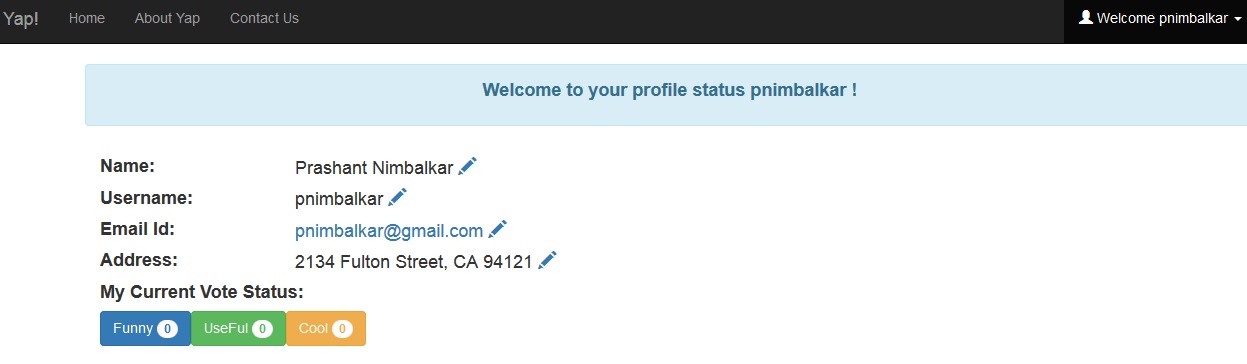 Yap! Home About Yap Contact Us Welcome pnimbalkar
Welcome to your profile status pnimbalkar !
Name: Prashant Nimbalkar
Username: pnimbalkar
Email Id: pnimbalkar@gmail.com
Address: 2134 Fulton Street, CA 94121
My Current Vote Status:
Funny 0 UseFul 0 Cool 0